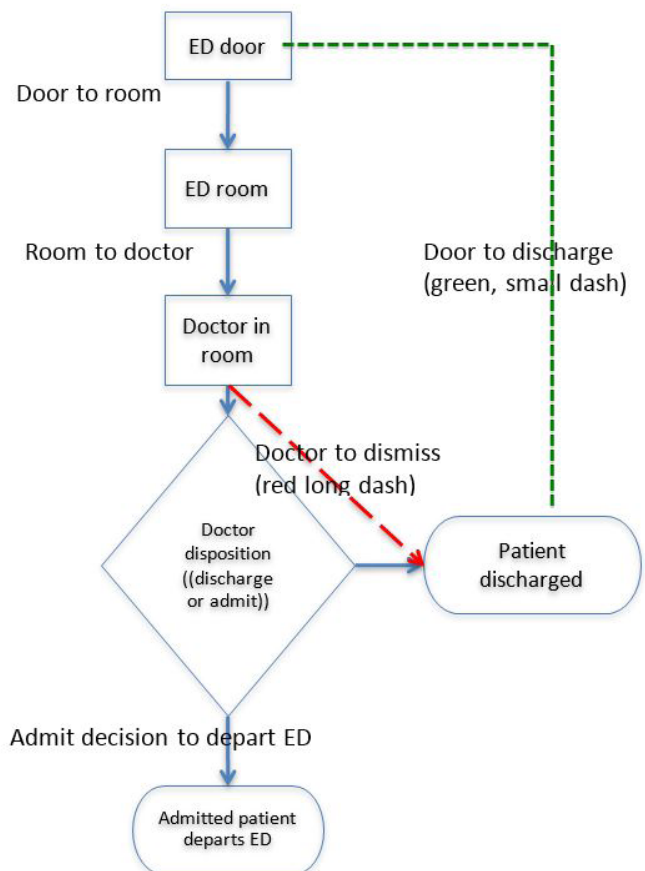 ED door
Door to room
ED room
Room to doctor
Door to discharge
(green, small dash)
Doctor in
room
Doctor to dismiss
(red long dash)
Doctor
disposition
((discharge
or admit))
Patient
discharged
Admit decision to depart ED
Admitted patient
departs ED